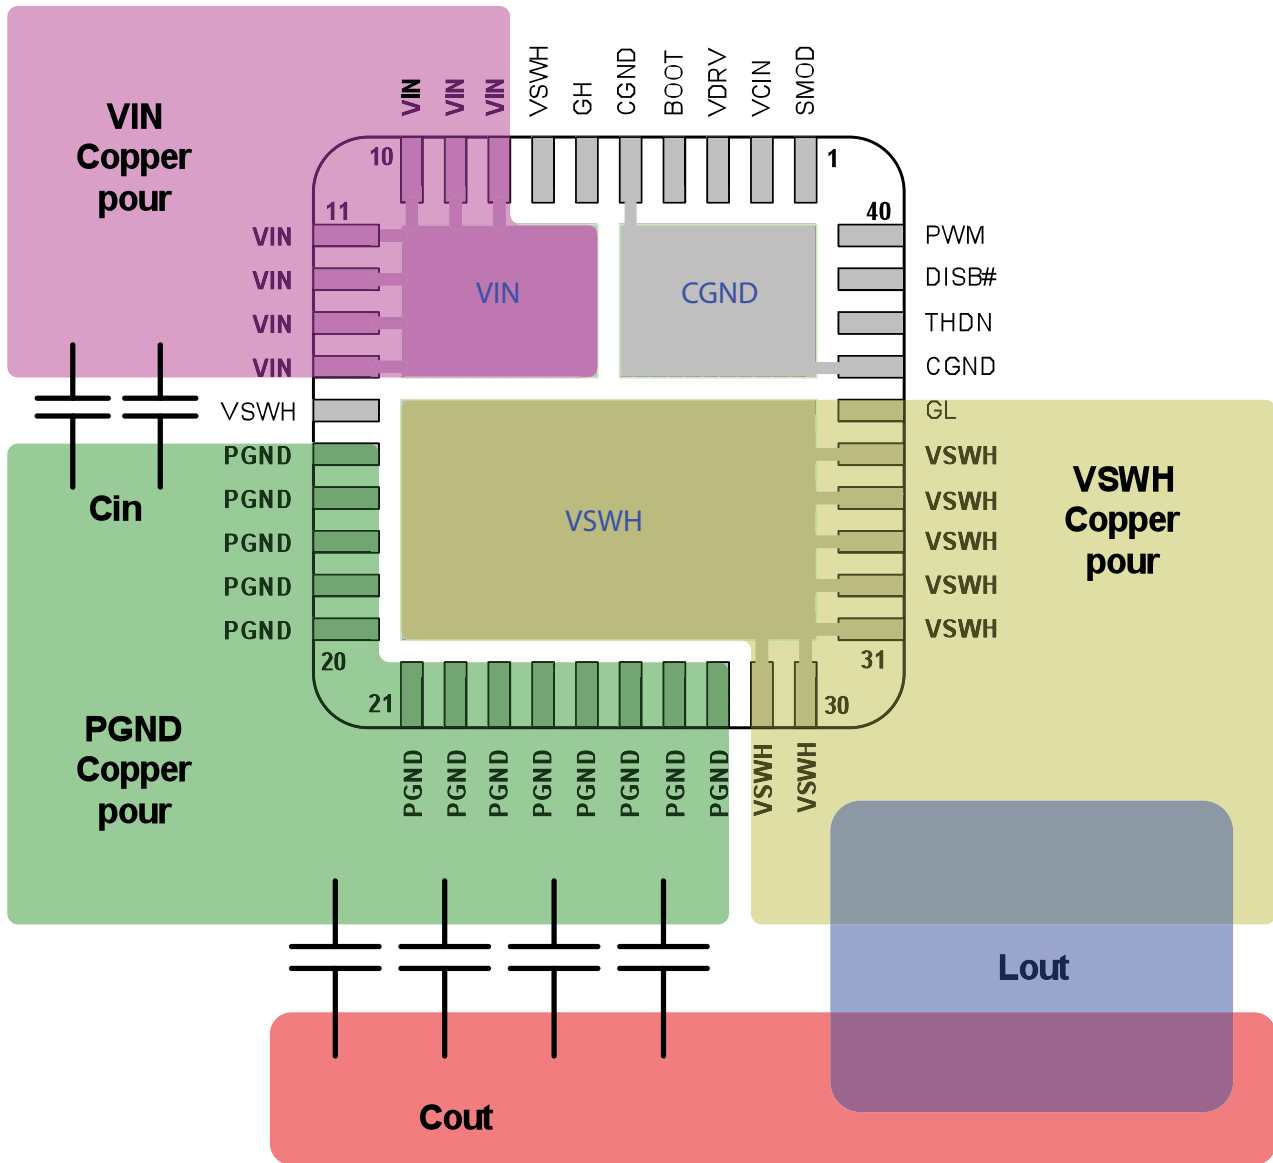 VIN
Copper
pour
VIN
VIN
VIN
VSWH
GH
CGND
BOOT
VDRV
VCIN
SMOD
10
1
11
40
VIN
VIN
VIN
VIN
VSWH
PGND
PGND
PGND
PGND
PGND
VIN
CGND
VSWH
PWM
DISB#
THDN
CGND
GL
VSWH
VSWH
VSWH
VSWH
VSWH
VSWH
Copper
pour
Cin
20
31
21
30
PGND
PGND
PGND
PGND
PGND
PGND
PGND
PGND
VSWH
VSWH
PGND
Copper
pour
Lout
Cout